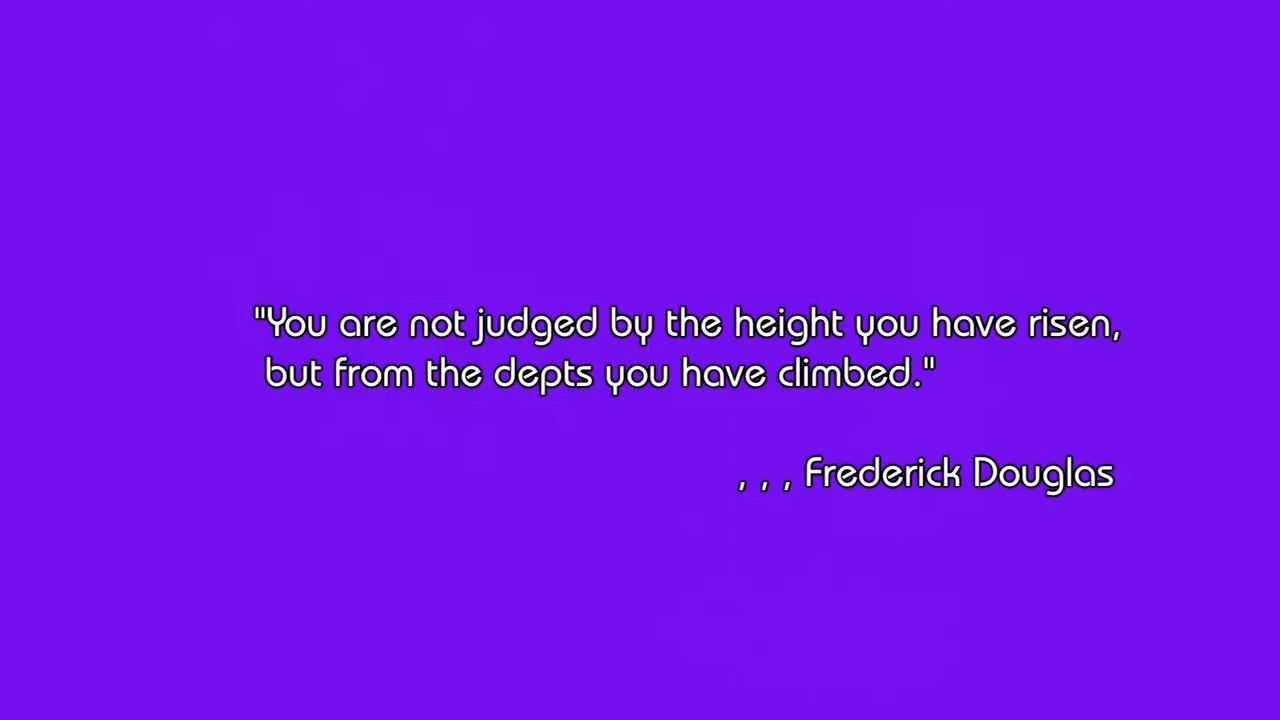 "You are not judged by the height you have risen,
but from the depts you have climbed."
, , , Frederick Douglas